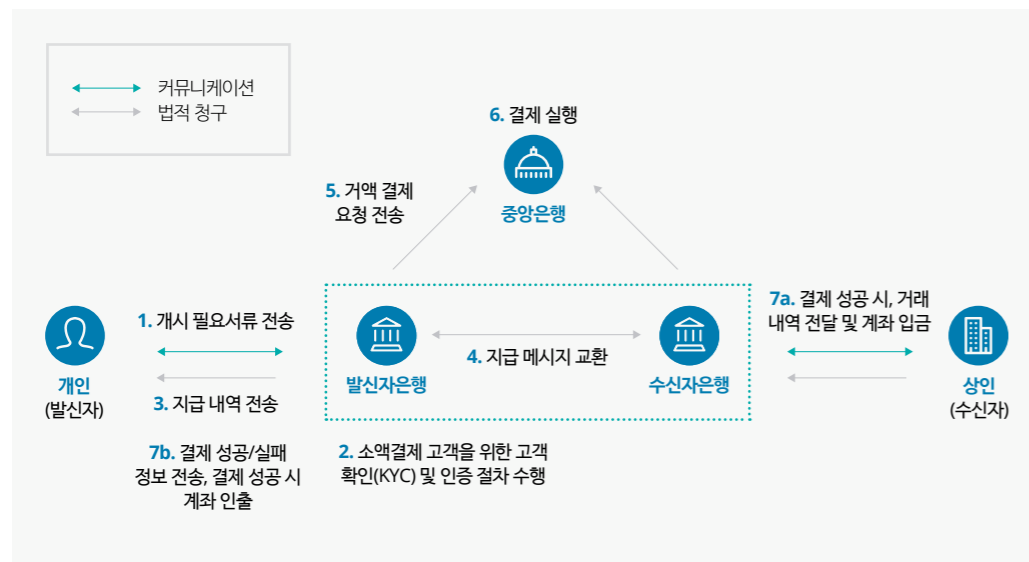 커뮤니케이션
법적 청구
6. 결제 실행
중앙은행
5. 거액 결제
요청 전송
1. 개시 필요서류 전송
개인
(발신자)
3. 지급 내역 전송
7b. 결제 성공/실패
정보 전송, 결제 성공 시
계좌 인출
발신자은행
4. 지급 메시지 교환
수신자은행
2. 소액결제 고객을 위한 고객
확인(KYC) 및 인증 절차 수행
7a. 결제 성공 시, 거래
내역 전달 및 계좌 입금
상인
(수신자)